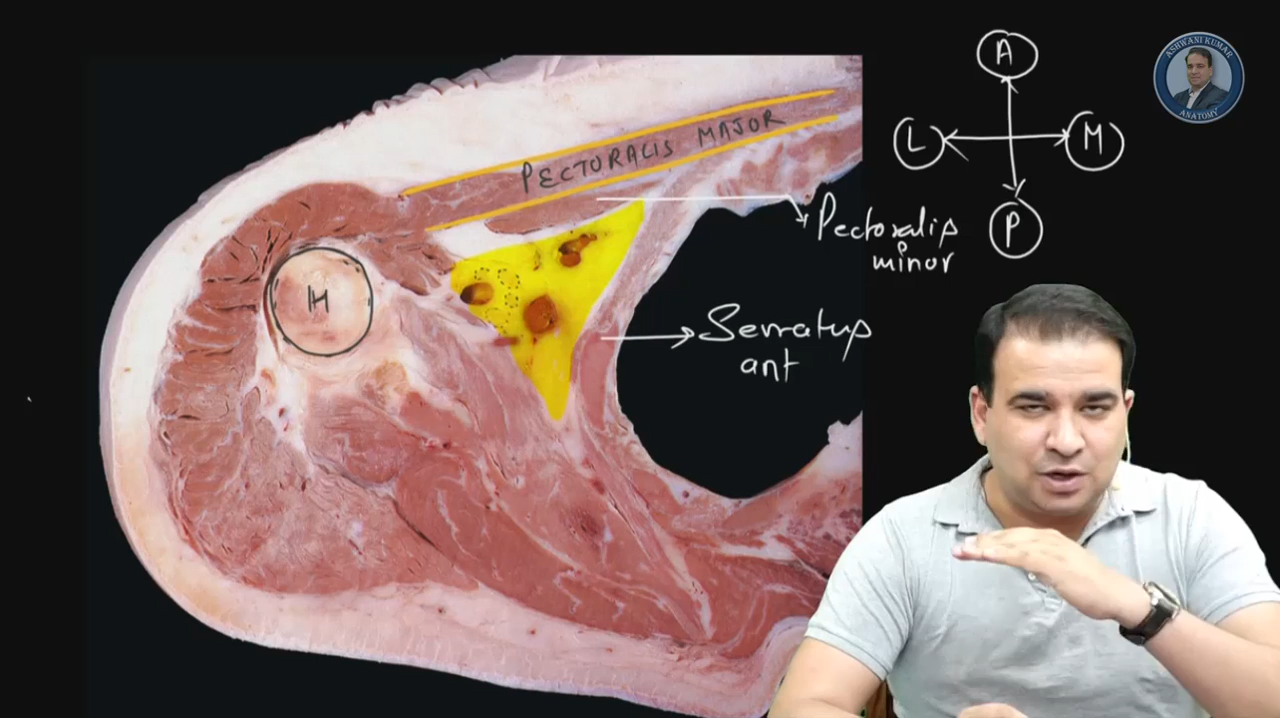 A
L
M
P
ASHWANI KUMAR
ANATOMY
PECTORALIS MAJOR
Pectoralis
minor
H
Serratus
ant